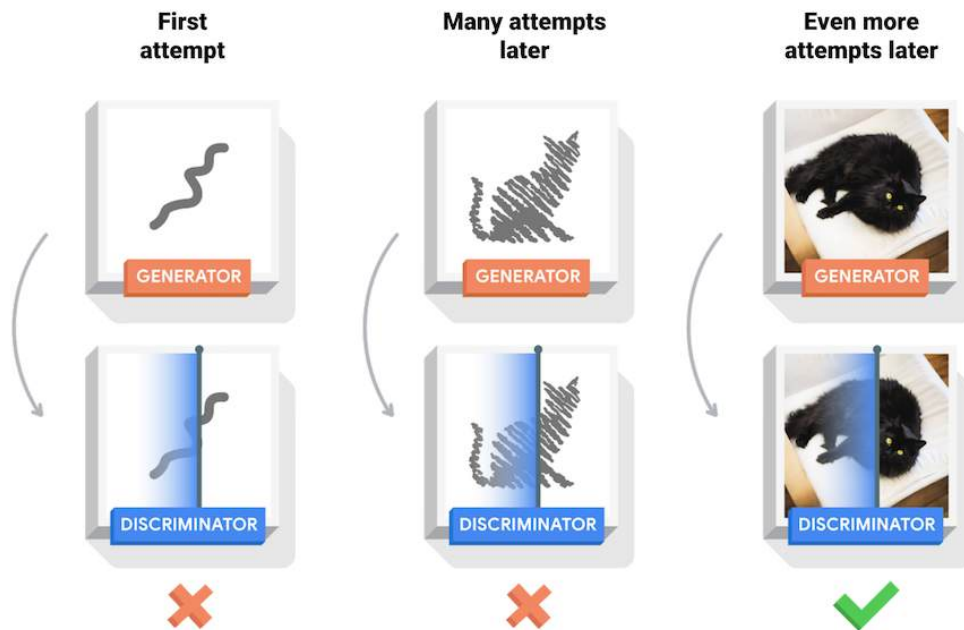 First
attempt
Many attempts
later
Even more
attempts later
GENERATOR
GENERATOR
GENERATOR
DISCRIMINATOR
DISCRIMINATOR
DISCRIMINATOR